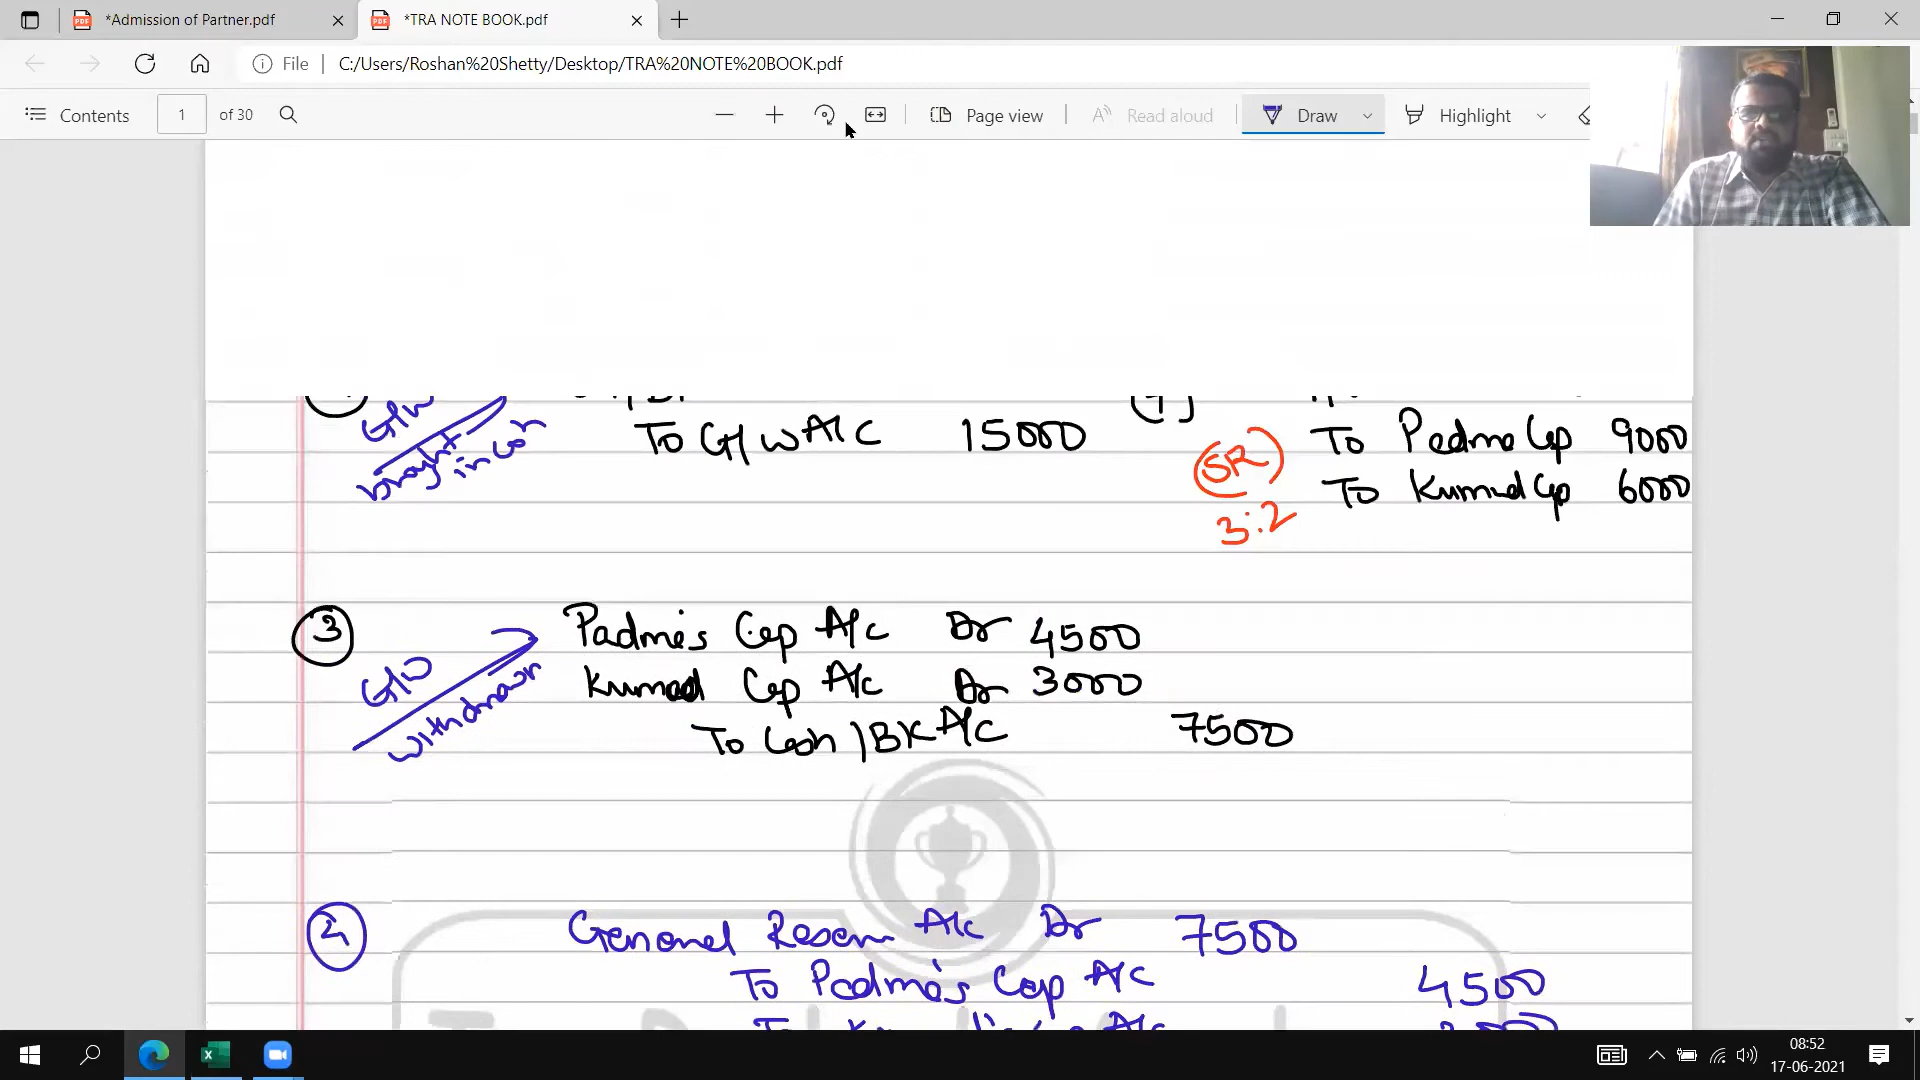 *Admission of Partner.pdf
*TRA NOTE BOOK.pdf
File
C:/Users/Roshan%20Shetty/Desktop/TRA%20NOTE%20BOOK.pdf
Contents
1
of 30
Page view
Read aloud
Draw
Highlight
G/W
brought
in
To G/W A/C 15000
SR
3:2
To Padma Cap 9000
To Kumud Cap 6000
3
G/W
withdrawn
Padma's Cap A/c Dr 4500
Kumud Cap A/c Dr 3000
To Cash /BK A/C 7500
2
General Reserve A/c Dr 7500
To Padma's Cap A/C 4500
08:52
17-06-2021